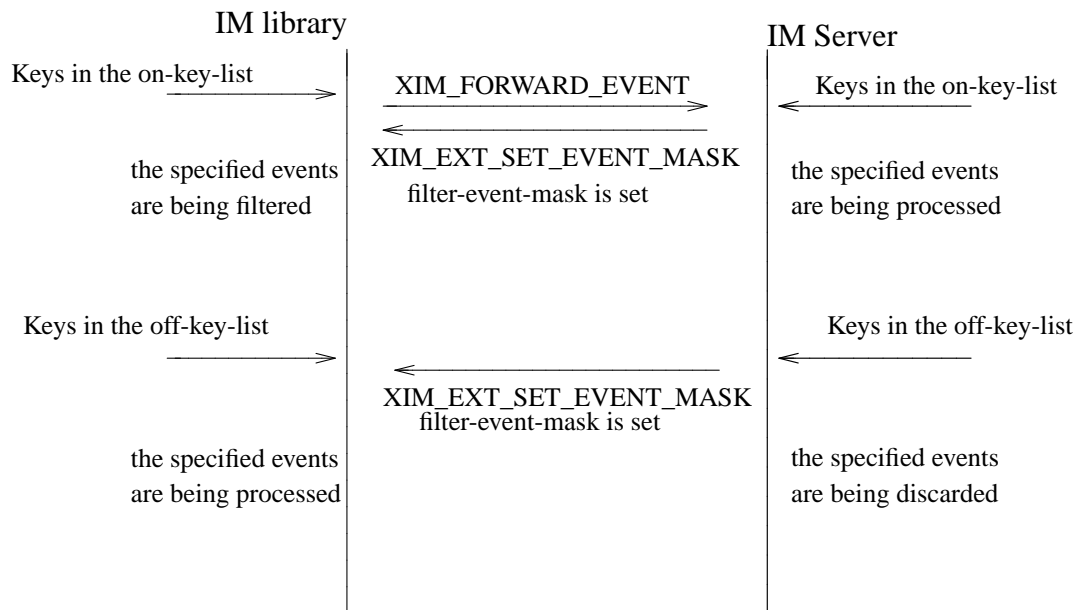 IM library
IM Server
Keys in the on-key-list
XIM_FORWARD_EVENT
Keys in the on-key-list
XIM_EXT_SET_EVENT_MASK
filter-event-mask is set
the specified events
are being filtered
the specified events
are being processed
Keys in the off-key-list
Keys in the off-key-list
XIM_EXT_SET_EVENT_MASK
filter-event-mask is set
the specified events
are being processed
the specified events
are being discarded